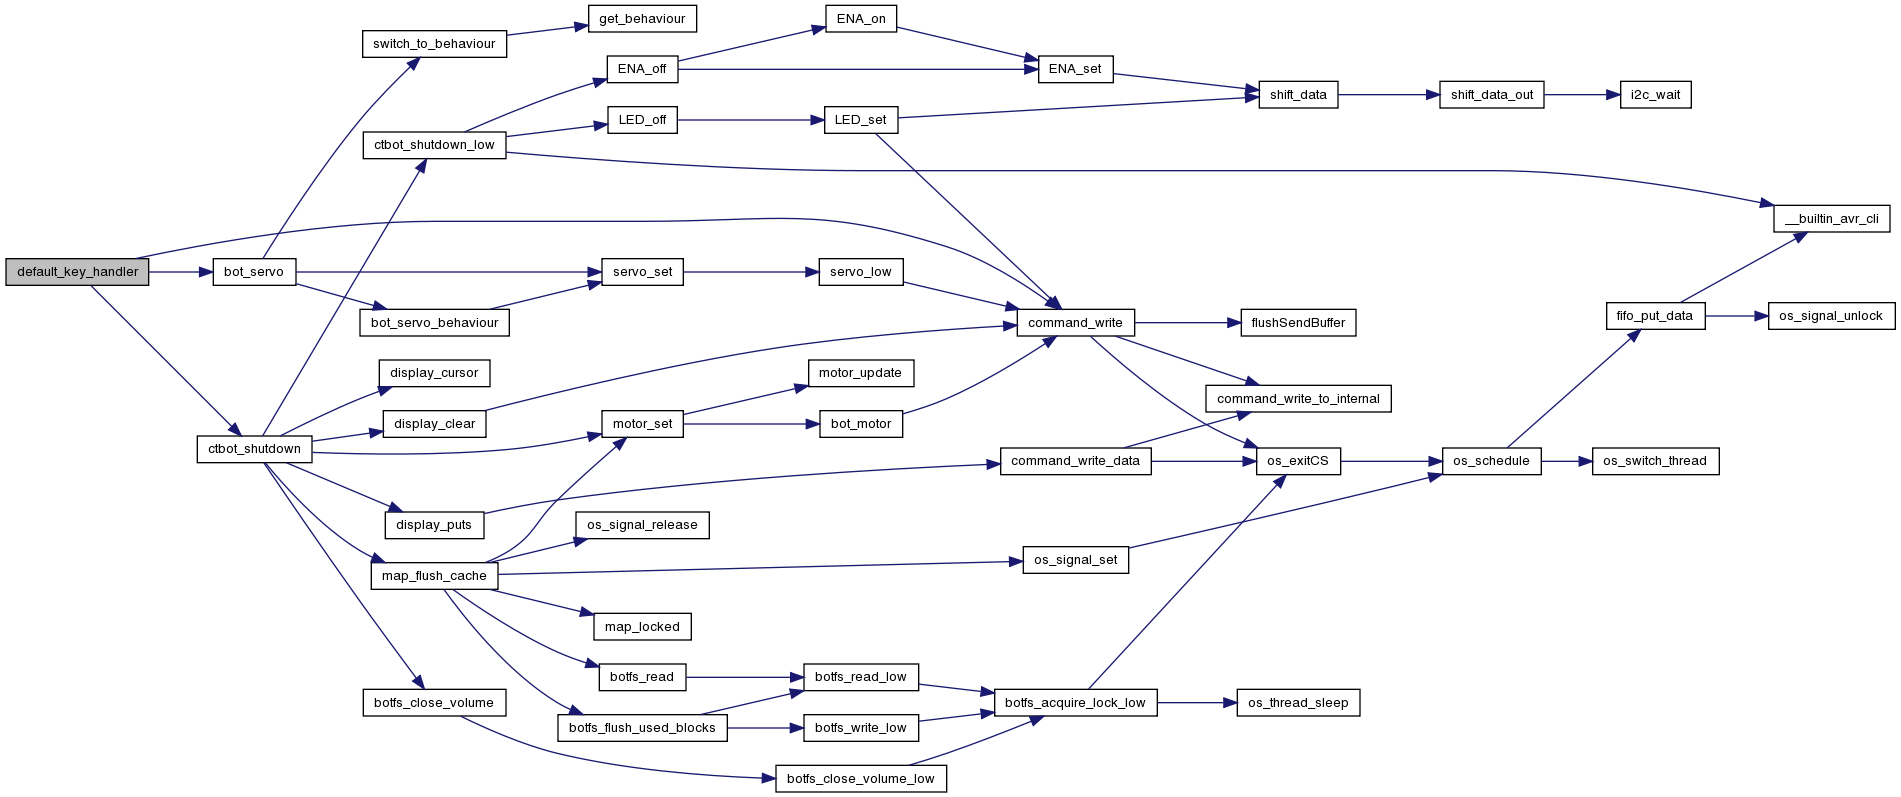 get_behaviour
ENA_on
switch_to_behaviour
ENA_off
ENA_set
shift_data
shift_data_out
i2c_wait
LED_off
LED_set
ctbot_shutdown_low
__builtin_avr_cli
default_key_handler
bot_servo
servo_set
servo_low
bot_servo_behaviour
command_write
flushSendBuffer
fifo_put_data
os_signal_unlock
display_cursor
motor_update
command_write_to_internal
display_clear
motor_set
bot_motor
ctbot_shutdown
command_write_data
os_exitCS
os_schedule
os_switch_thread
display_puts
os_signal_release
os_signal_set
map_flush_cache
map_locked
botfs_read
botfs_read_low
botfs_close_volume
botfs_acquire_lock_low
os_thread_sleep
botfs_flush_used_blocks
botfs_write_low
botfs_close_volume_low